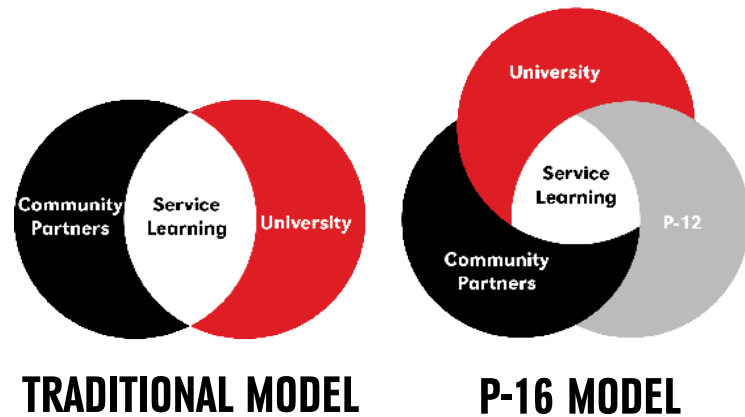 Community
Partners
Service
Learning
University
TRADITIONAL MODEL
University
Service
Learning
P-12
Community
Partners
P-16 MODEL